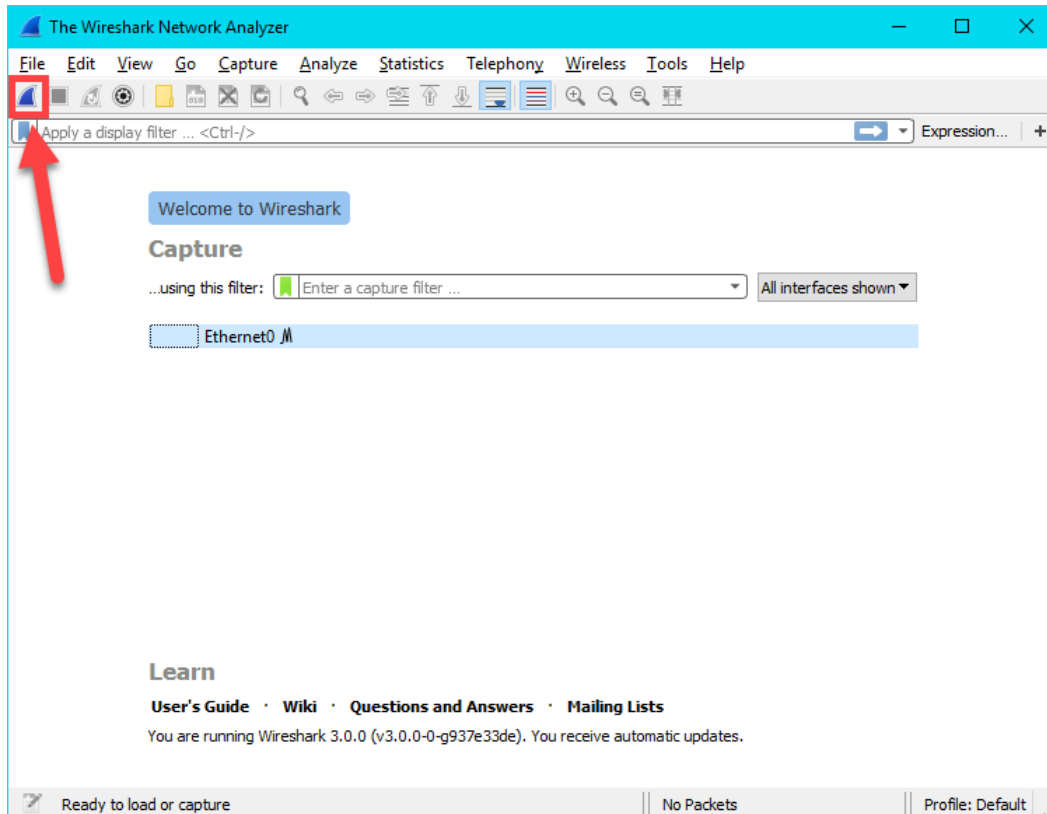 The Wireshark Network Analyzer
File Edit View Go Capture Analyze Statistics Telephony Wireless Tools Help
Apply a display filter ... <Ctrl-/> Expression... +
Welcome to Wireshark
Capture
...using this filter: Enter a capture filter ... All interfaces shown
Ethernet0
Learn
User's Guide · Wiki · Questions and Answers · Mailing Lists
You are running Wireshark 3.0.0 (v3.0.0-0-g937e33de). You receive automatic updates.
Ready to load or capture No Packets Profile: Default